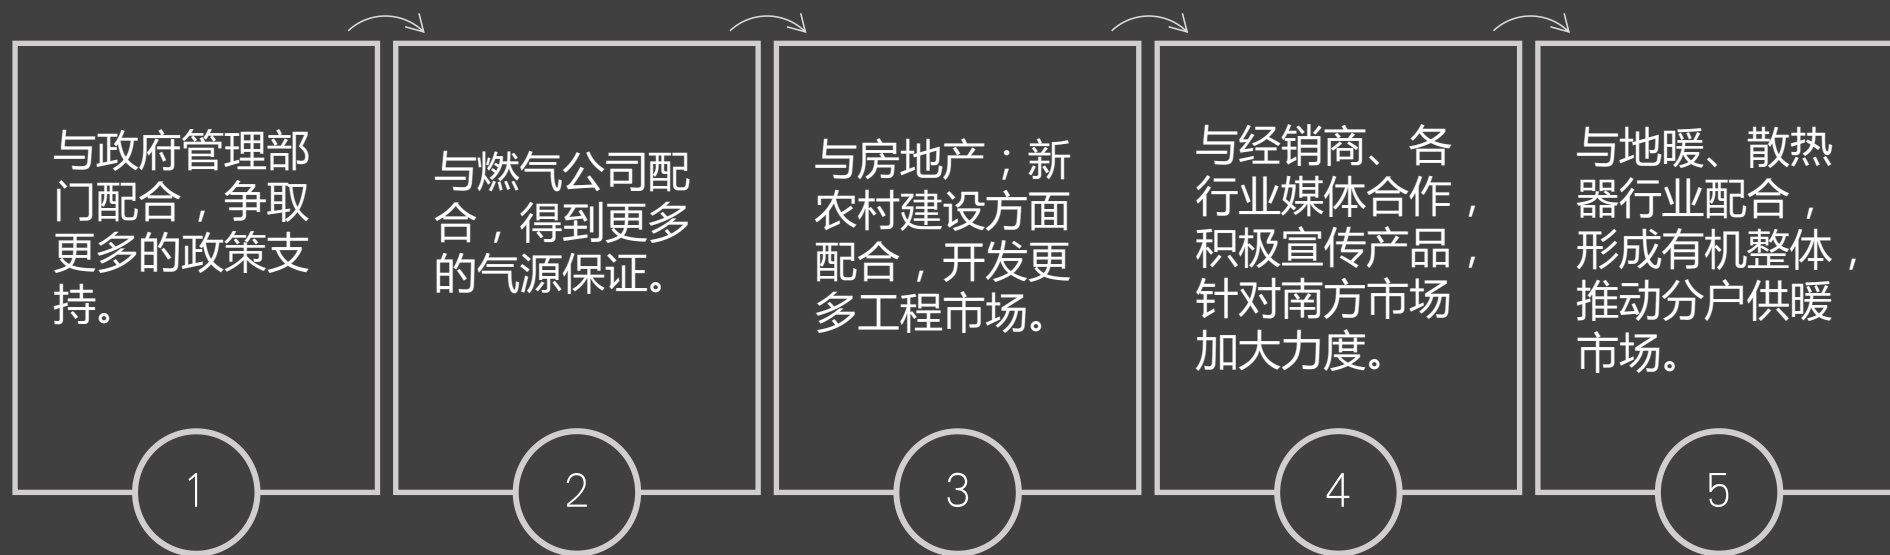 与政府管理部
门配合，争取
更多的政策支
持。
1
与燃气公司配
合，得到更多
的气源保证。
2
与房地产；新
农村建设方面
配合，开发更
多工程市场。
3
与经销商、各
行业媒体合作，
积极宣传产品，
针对南方市场
加大力度。
4
与地暖、散热
器行业配合，
形成有机整体，
推动分户供暖
市场。
5